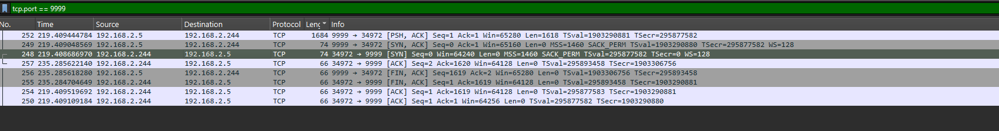 tcp.port == 9999
No. Time Source Destination Protocol Leng Info
252 219.409444784 192.168.2.5 192.168.2.244 TCP 1684 9999 → 34972 [PSH, ACK] Seq=1 Ack=1 Win=65280 Len=1618 TSval=1903290881 TSecr=295877582
249 219.409048569 192.168.2.5 192.168.2.244 TCP 74 9999 → 34972 [SYN, ACK] Seq=0 Ack=1 Win=65160 Len=0 MSS=1460 SACK_PERM TSval=1903290880 TSecr=295877582 WS=128
248 219.408686970 192.168.2.244 192.168.2.5 TCP 74 34972 → 9999 [SYN] Seq=0 Win=64240 Len=0 MSS=1460 SACK_PERM TSval=295877582 TSecr=0 WS=128
257 235.285622140 192.168.2.244 192.168.2.5 TCP 66 34972 → 9999 [ACK] Seq=2 Ack=1620 Win=64128 Len=0 TSval=295893458 TSecr=1903306756
256 235.285618280 192.168.2.5 192.168.2.244 TCP 66 9999 → 34972 [FIN, ACK] Seq=1619 Ack=2 Win=65280 Len=0 TSval=1903306756 TSecr=295893458
255 235.284704649 192.168.2.244 192.168.2.5 TCP 66 34972 → 9999 [FIN, ACK] Seq=1 Ack=1619 Win=64128 Len=0 TSval=295893458 TSecr=1903290881
254 219.409519692 192.168.2.244 192.168.2.5 TCP 66 34972 → 9999 [ACK] Seq=1 Ack=1619 Win=64128 Len=0 TSval=295877583 TSecr=1903290881
250 219.409109184 192.168.2.244 192.168.2.5 TCP 66 34972 → 9999 [ACK] Seq=1 Ack=1 Win=64256 Len=0 TSval=295877582 TSecr=1903290880